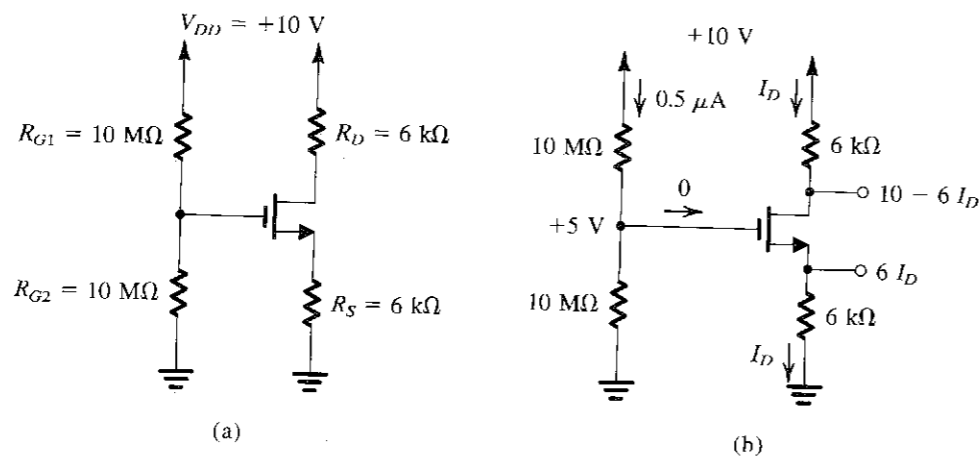 V_DD = +10 V
R_G1 = 10 MΩ
R_D = 6 kΩ
R_G2 = 10 MΩ
R_S = 6 kΩ
(a)
+10 V
0.5 μA
I_D
10 MΩ
6 kΩ
0
10 − 6 I_D
+5 V
6 I_D
10 MΩ
6 kΩ
I_D
(b)